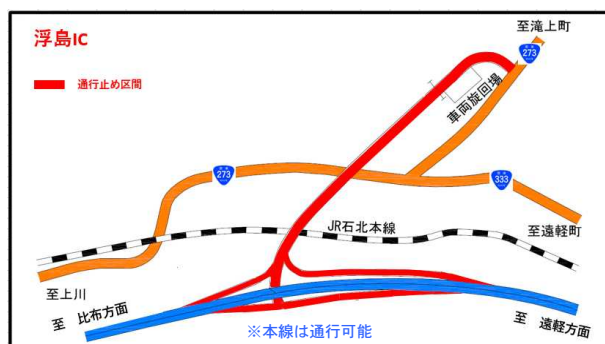 浮島IC
通行止め区間
至滝上町
273
車両旋回場
273
333
JR石北本線
至遠軽町
至上川
至 比布方面
至 遠軽方面
※本線は通行可能